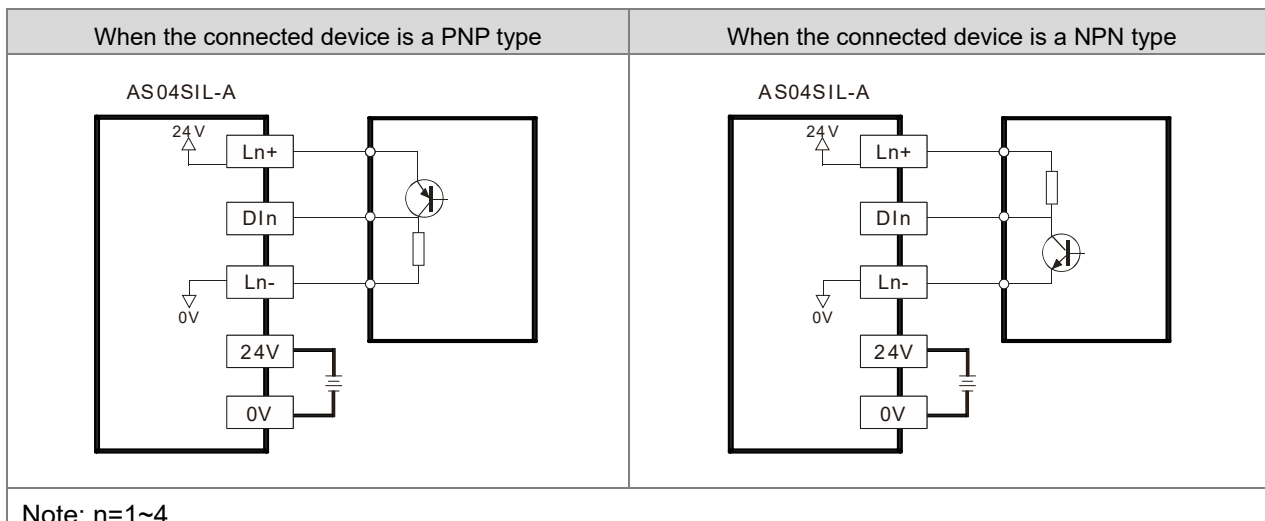 When the connected device is a PNP type
When the connected device is a NPN type
AS04SIL-A
24V
Ln+
DIn
Ln-
0V
24V
0V
AS04SIL-A
24V
Ln+
DIn
Ln-
0V
24V
0V
Note: n=1~4